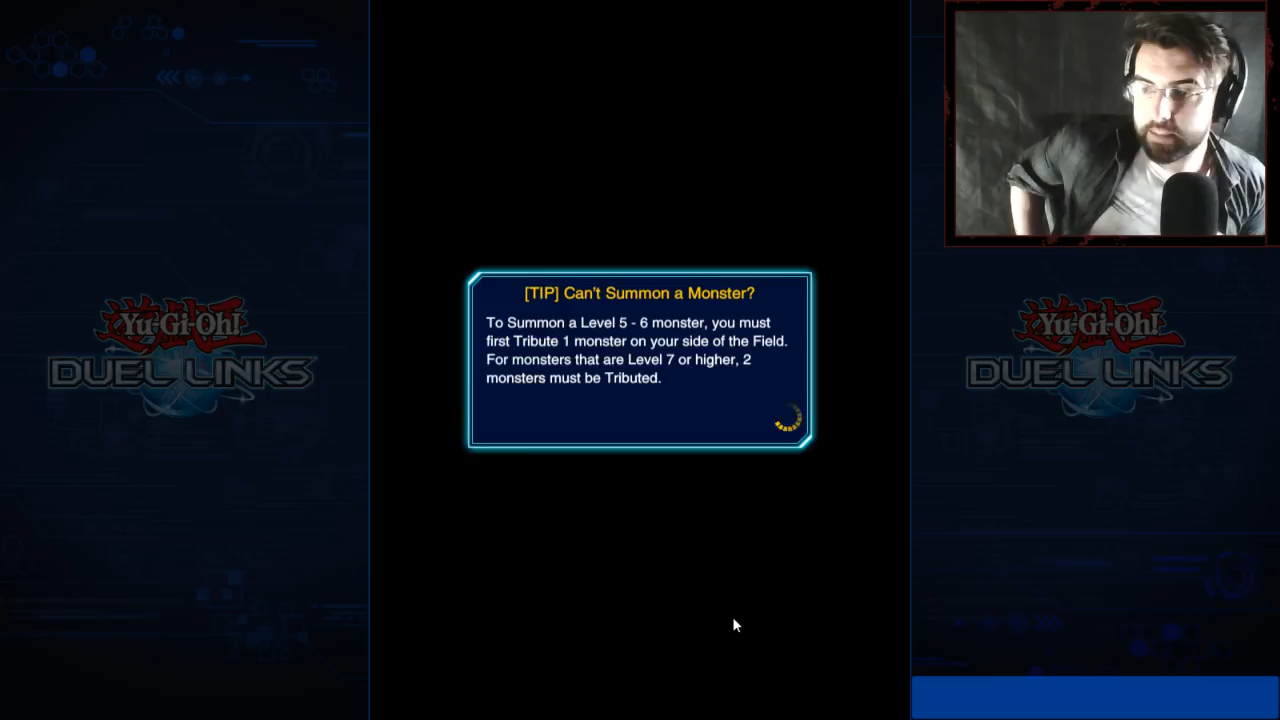 [TIP] Can't Summon a Monster?
To Summon a Level 5 - 6 monster, you must
first Tribute 1 monster on your side of the Field.
For monsters that are Level 7 or higher, 2
monsters must be Tributed.
Yu-Gi-Oh!
DUEL LINKS
Yu-Gi-Oh!
DUEL LINKS